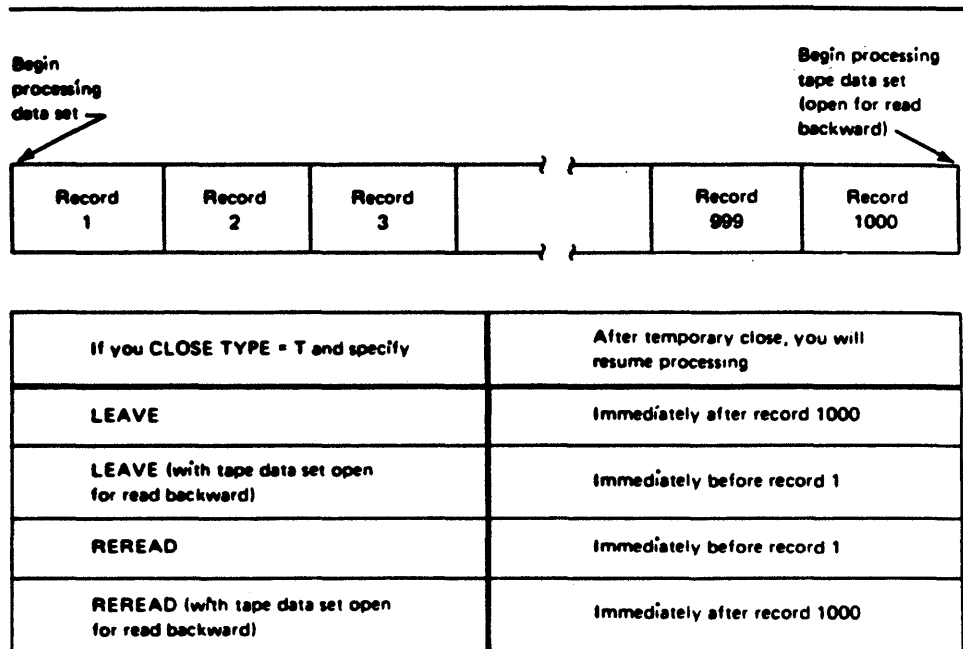 Begin
processing
data set
Begin processing
tape data set
(open for read
backward)
Record
1
Record
2
Record
3
Record
999
Record
1000
If you CLOSE TYPE = T and specify
After temporary close, you will
resume processing
LEAVE
Immediately after record 1000
LEAVE (with tape data set open
for read backward)
Immediately before record 1
REREAD
Immediately before record 1
REREAD (with tape data set open
for read backward)
Immediately after record 1000